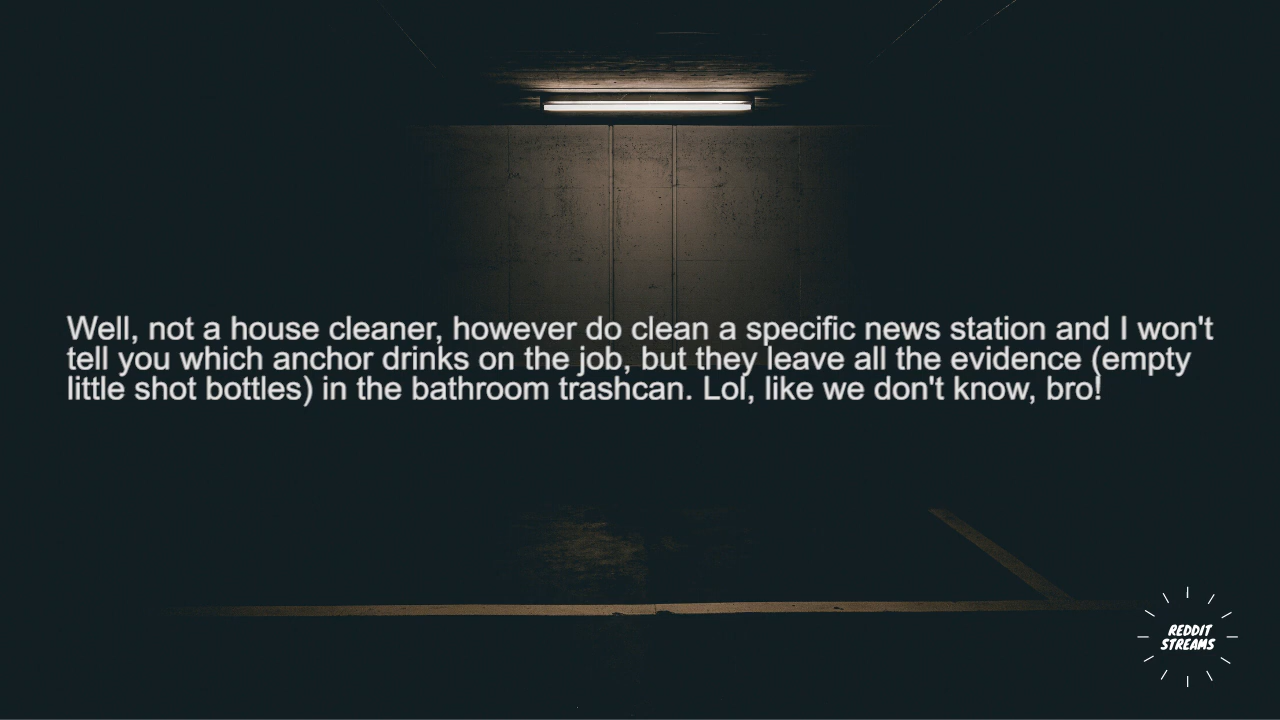 Well, not a house cleaner, however do clean a specific news station and I won't
tell you which anchor drinks on the job, but they leave all the evidence (empty
little shot bottles) in the bathroom trashcan. Lol, like we don't know, bro!
REDDIT
STREAMS